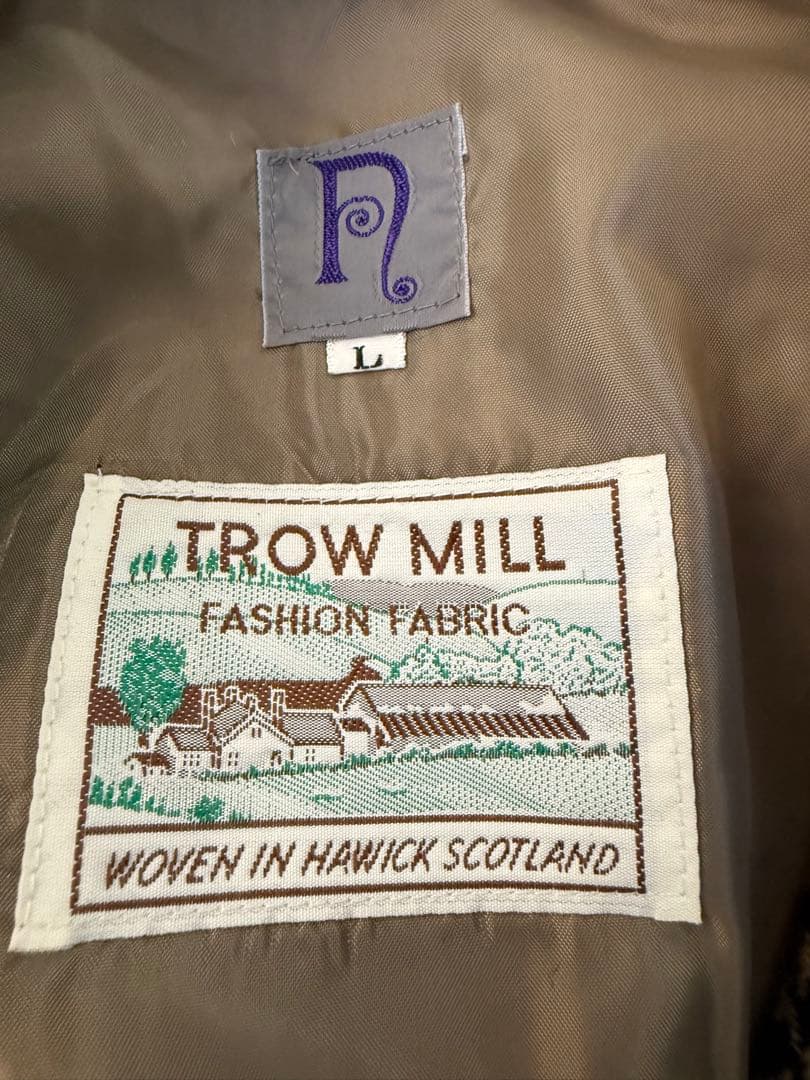 n
L
TROW MILL
FASHION FABRIC
WOVEN IN HAWICK SCOTLAND